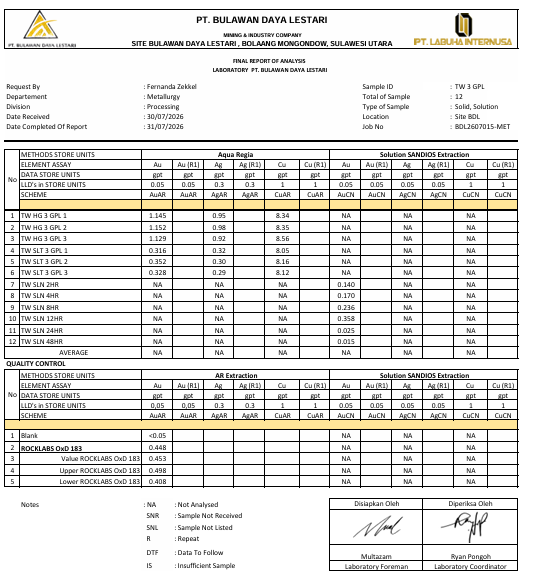 PT. BULAWAN DAYA LESTARI
MINING & INDUSTRY COMPANY
SITE BULAWAN DAYA LESTARI , BOLAANG MONGONDOW, SULAWESI UTARA
PT. BULAWAN DAYA LESTARI
PT. LABUHA INTERNUSA
FINAL REPORT OF ANALYSIS
LABORATORY PT. BULAWAN DAYA LESTARI
Request By : Fernanda Zekkel Sample ID : TW 3 GPL
Departement : Metallurgy Total of Sample : 12
Division : Processing Type of Sample : Solid, Solution
Date Received : 30/07/2026 Location : Site BDL
Date Completed Of Report : 31/07/2026 Job No : BDL2607015-MET
No METHODS STORE UNITS Aqua Regia Solution SANDIOS Extraction
ELEMENT ASSAY Au Au (R1) Ag Ag (R1) Cu Cu (R1) Au Au (R1) Ag Ag (R1) Cu Cu (R1)
DATA STORE UNITS gpt gpt gpt gpt gpt gpt gpt gpt gpt gpt gpt gpt
LLD's in STORE UNITS 0.05 0.05 0.3 0.3 1 1 0.05 0.05 0.05 0.05 1 1
SCHEME AuAR AuAR AgAR AgAR CuAR CuAR AuCN AuCN AgCN AgCN CuCN CuCN
1 TW HG 3 GPL 1 1.145 0.95 8.34 NA NA NA
2 TW HG 3 GPL 2 1.152 0.98 8.35 NA NA NA
3 TW HG 3 GPL 3 1.129 0.92 8.56 NA NA NA
4 TW SLT 3 GPL 1 0.316 0.32 8.05 NA NA NA
5 TW SLT 3 GPL 2 0.352 0.30 8.16 NA NA NA
6 TW SLT 3 GPL 3 0.328 0.29 8.12 NA NA NA
7 TW SLN 2HR NA NA NA 0.140 NA NA
8 TW SLN 4HR NA NA NA 0.170 NA NA
9 TW SLN 8HR NA NA NA 0.236 NA NA
10 TW SLN 12HR NA NA NA 0.358 NA NA
11 TW SLN 24HR NA NA NA 0.025 NA NA
12 TW SLN 48HR NA NA NA 0.015 NA NA
AVERAGE NA NA NA NA NA NA
QUALITY CONTROL
No METHODS STORE UNITS AR Extraction Solution SANDIOS Extraction
ELEMENT ASSAY Au Au (R1) Ag Ag (R1) Cu Cu (R1) Au Au (R1) Ag Ag (R1) Cu Cu (R1)
DATA STORE UNITS gpt gpt gpt gpt gpt gpt gpt gpt gpt gpt gpt gpt
LLD's in STORE UNITS 0,05 0,05 0.3 0.3 1 1 0.05 0.05 0.05 0.05 1 1
SCHEME AuAR AuAR AgAR AgAR CuAR CuAR AuCN AuCN AgCN AgCN CuCN CuCN
1 Blank <0.05 NA NA NA
2 ROCKLABS OxD 183 0.448 NA NA NA
3 Value ROCKLABS OxD 183 0.453 NA NA NA
4 Upper ROCKLABS OxD 183 0.498 NA NA NA
5 Lower ROCKLABS OxD 183 0.408 NA NA NA
Notes : NA : Not Analysed Disiapkan Oleh Diperiksa Oleh
SNR : Sample Not Received
SNL : Sample Not Listed
R : Repeat
DTF : Data To Follow Multazam Ryan Pongoh
IS : Insufficient Sample Laboratory Foreman Laboratory Coordinator